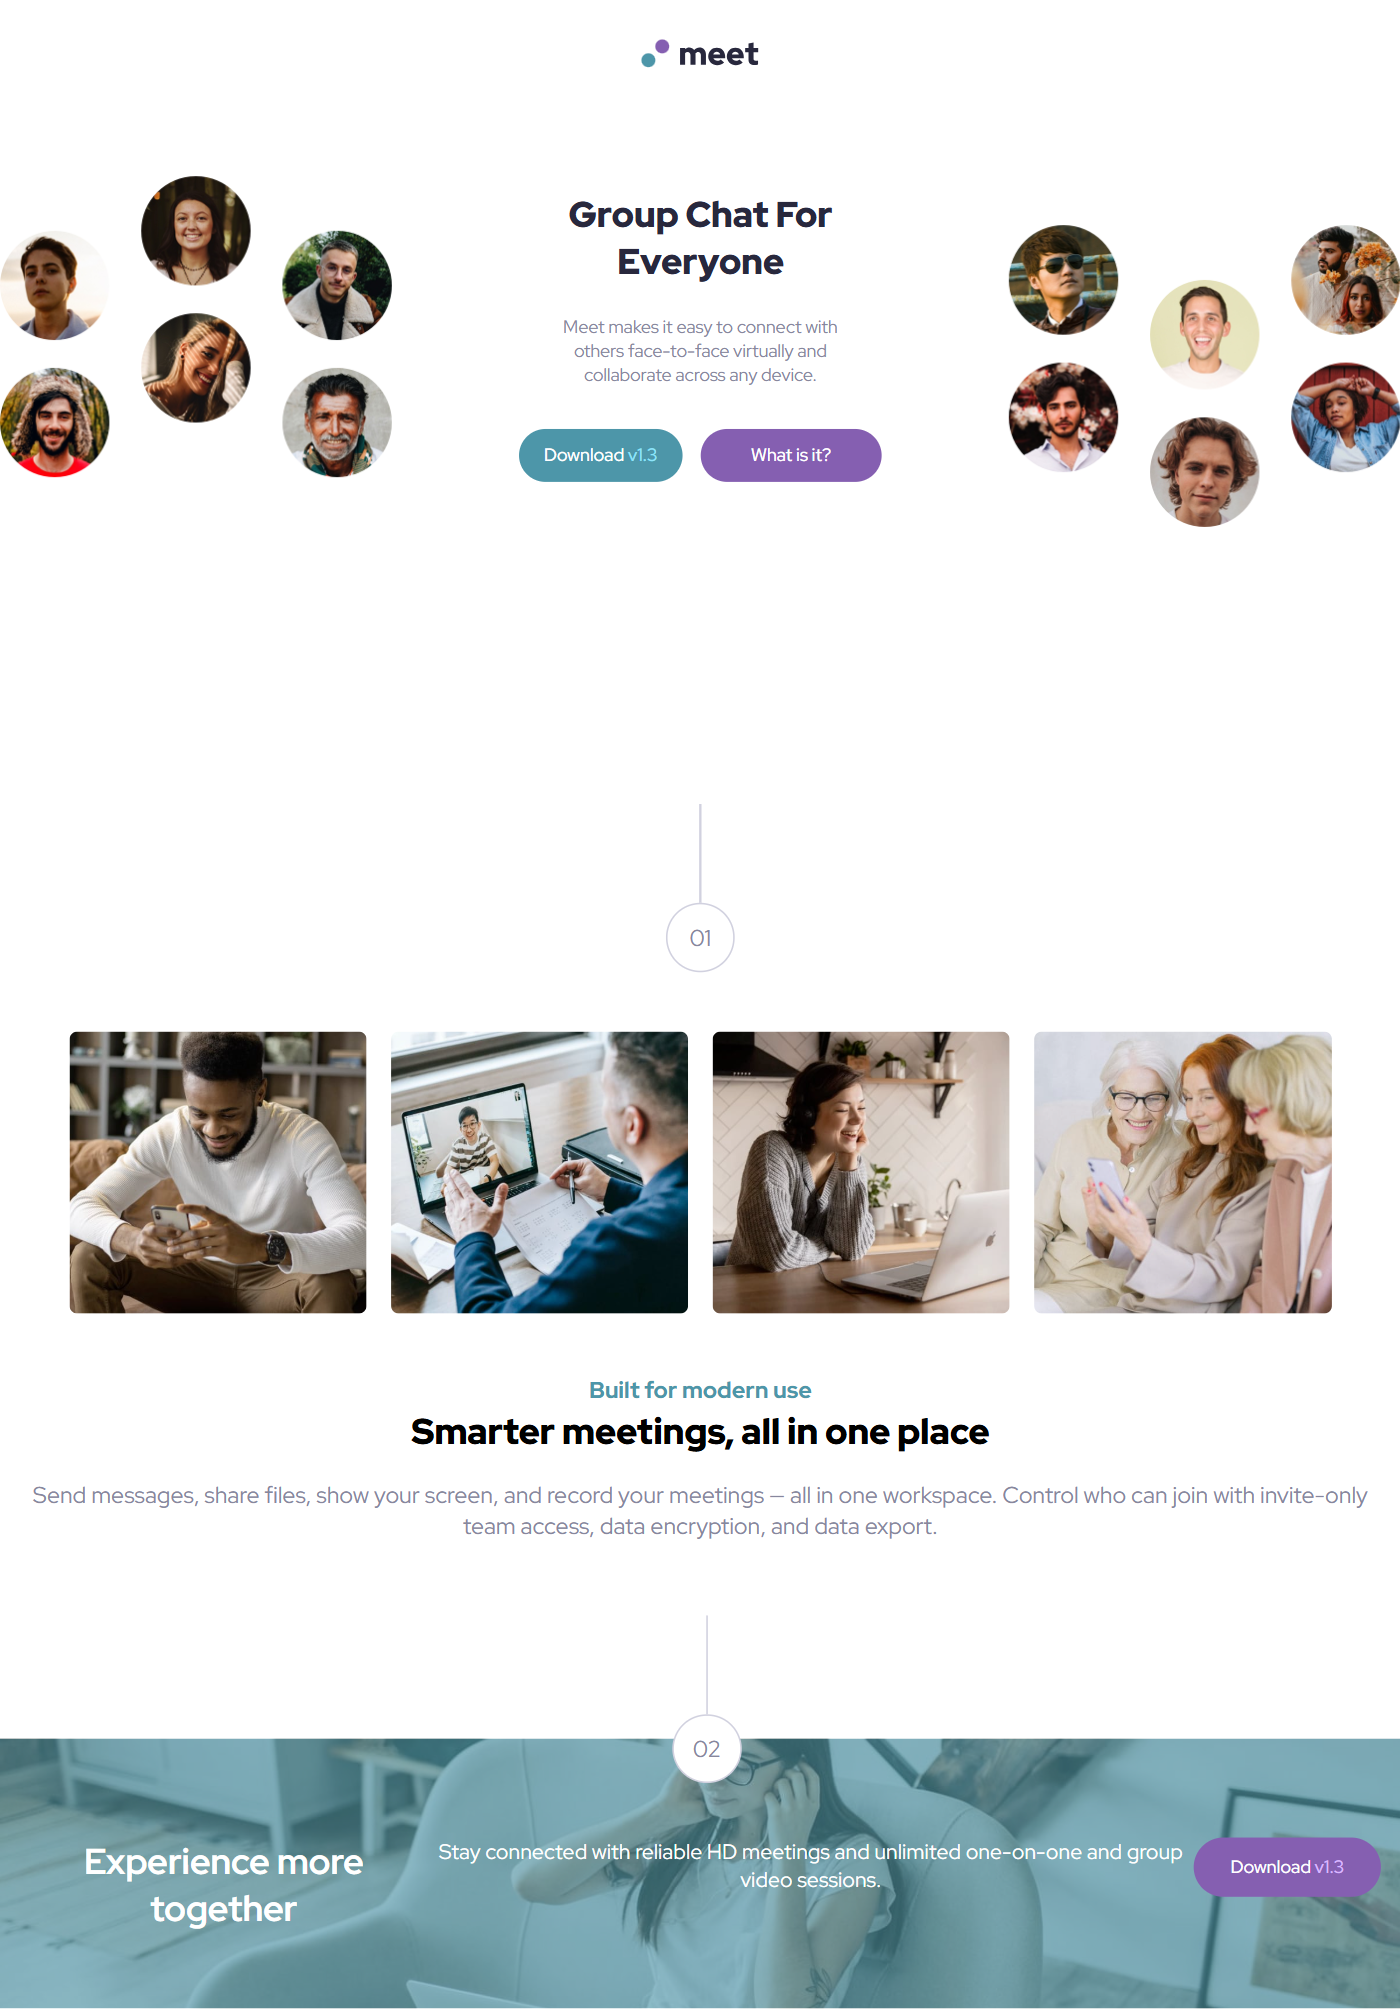 meet
Group Chat For
Everyone
Meet makes it easy to connect with
others face-to-face virtually and
collaborate across any device.
Download v1.3
What is it?
01
Built for modern use
Smarter meetings, all in one place
Send messages, share files, show your screen, and record your meetings — all in one workspace. Control who can join with invite-only
team access, data encryption, and data export.
02
Experience more
together
Stay connected with reliable HD meetings and unlimited one-on-one and group
video sessions.
Download v1.3